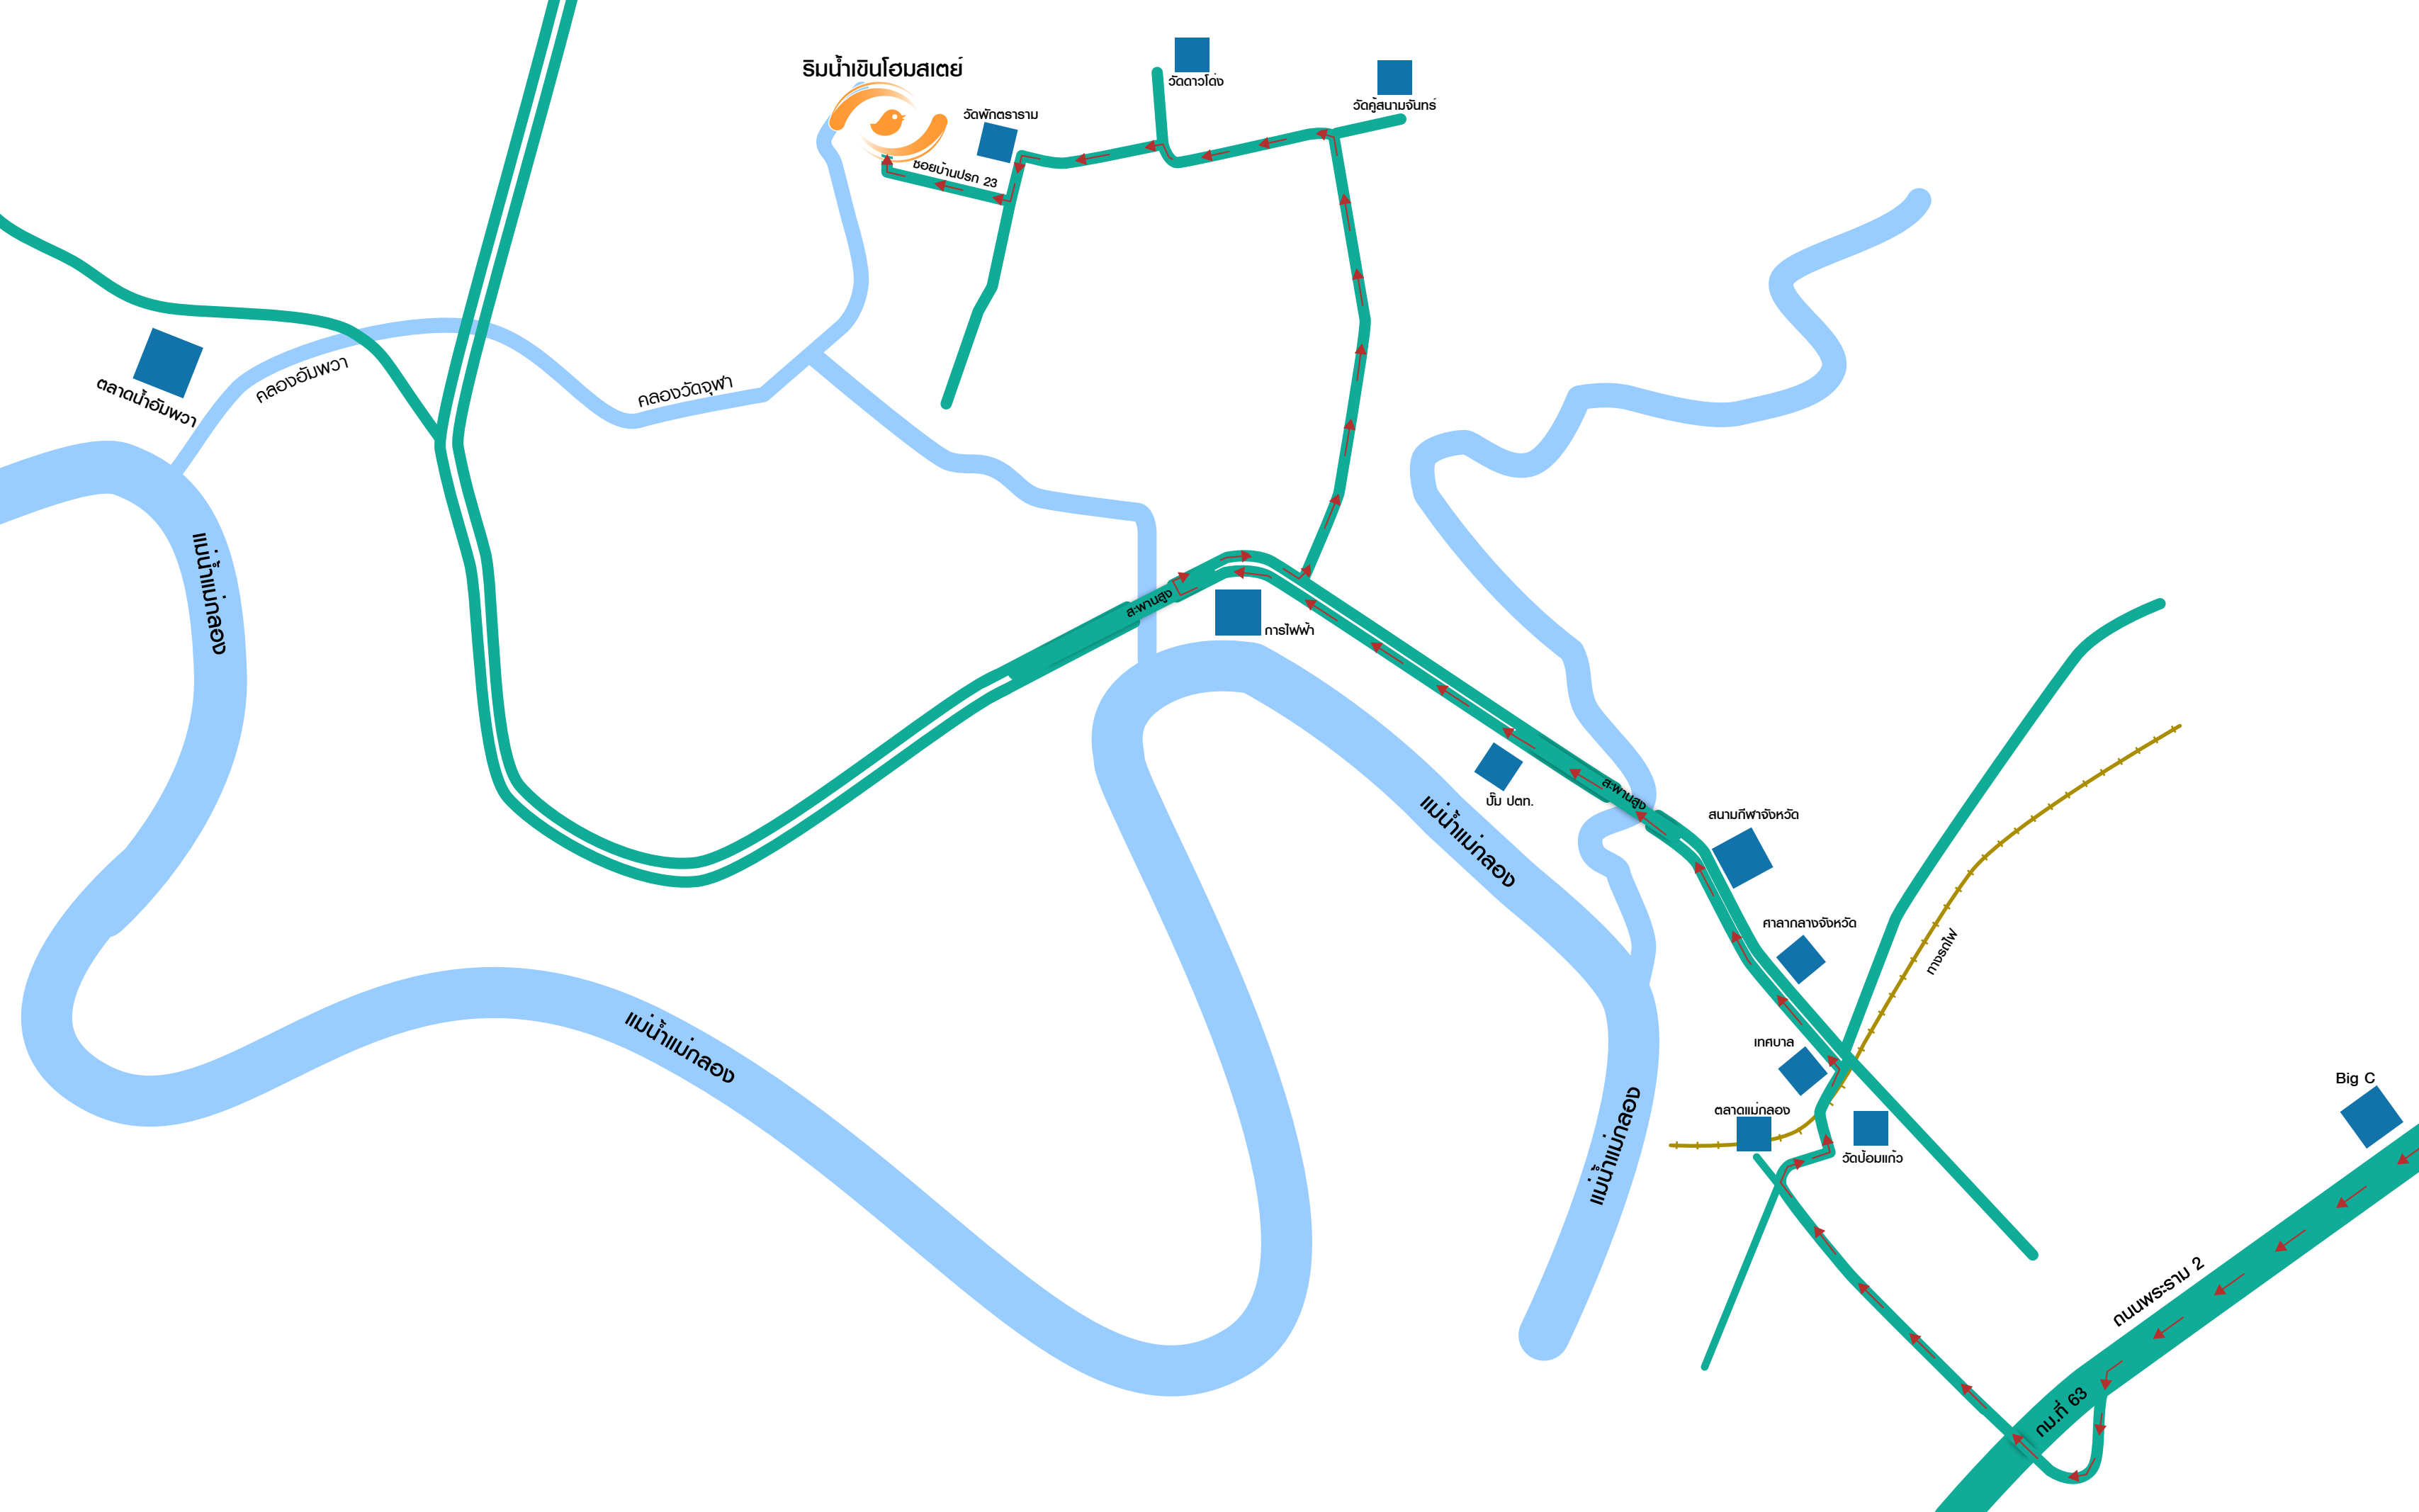 ริมน้ำเขินโฮมสเตย์
วัดดาวโด่ง
วัดคู้สนามจันทร์
วัดพักตราราม
ซอยบ้านปรก 23
ตลาดน้ำอัมพวา
คลองอัมพวา
คลองวัดจุฬา
แม่น้ำแม่กลอง
สะพานสูง
การไฟฟ้า
ปั๊ม ปตท.
สะพานสูง
แม่น้ำแม่กลอง
สนามกีฬาจังหวัด
ศาลากลางจังหวัด
ทางรถไฟ
แม่น้ำแม่กลอง
เทศบาล
Big C
ตลาดแม่กลอง
แม่น้ำแม่กลอง
วัดป้อมแก้ว
ถนนพระราม 2
กม.ที่ 63